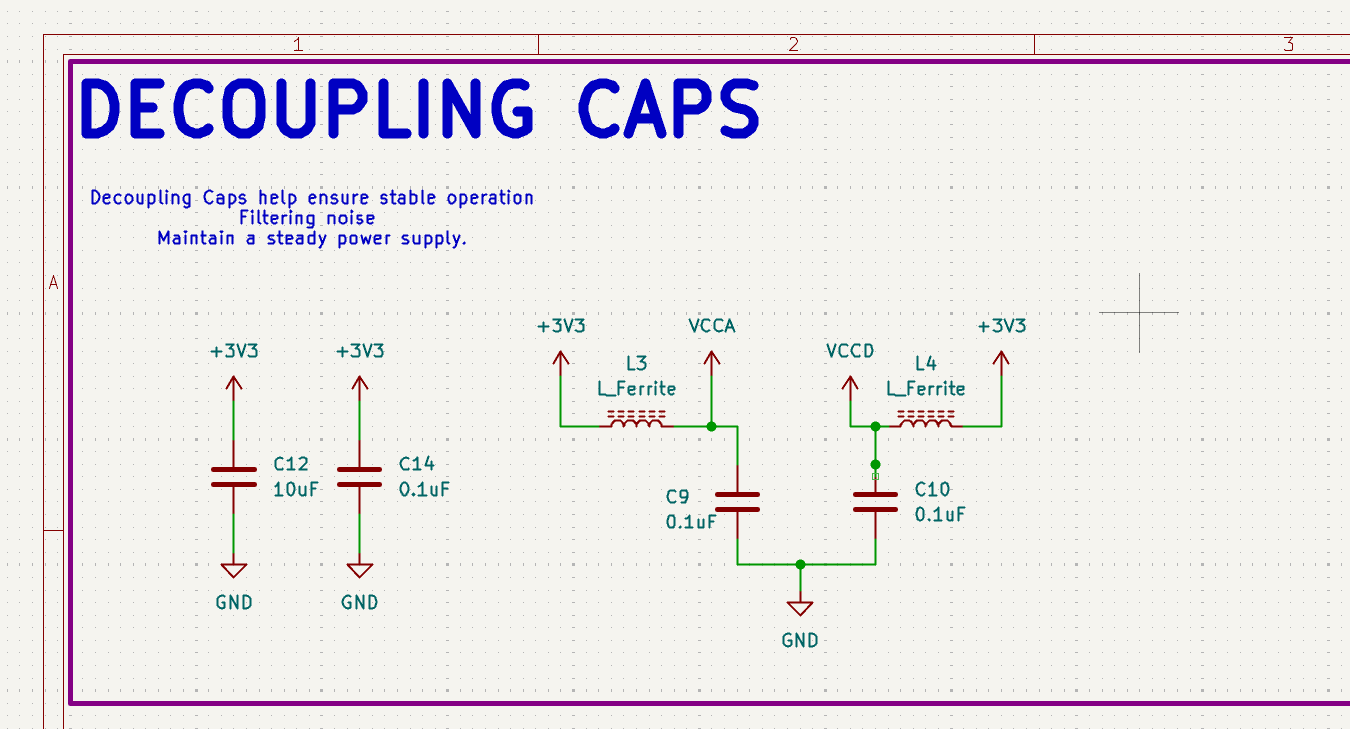 1
2
3
DECOUPLING CAPS
Decoupling Caps help ensure stable operation
Filtering noise
Maintain a steady power supply.
A
+3V3
+3V3
+3V3
VCCA
VCCD
+3V3
L3
L_Ferrite
L4
L_Ferrite
C12
10uF
C14
0.1uF
C9
0.1uF
C10
0.1uF
GND
GND
GND